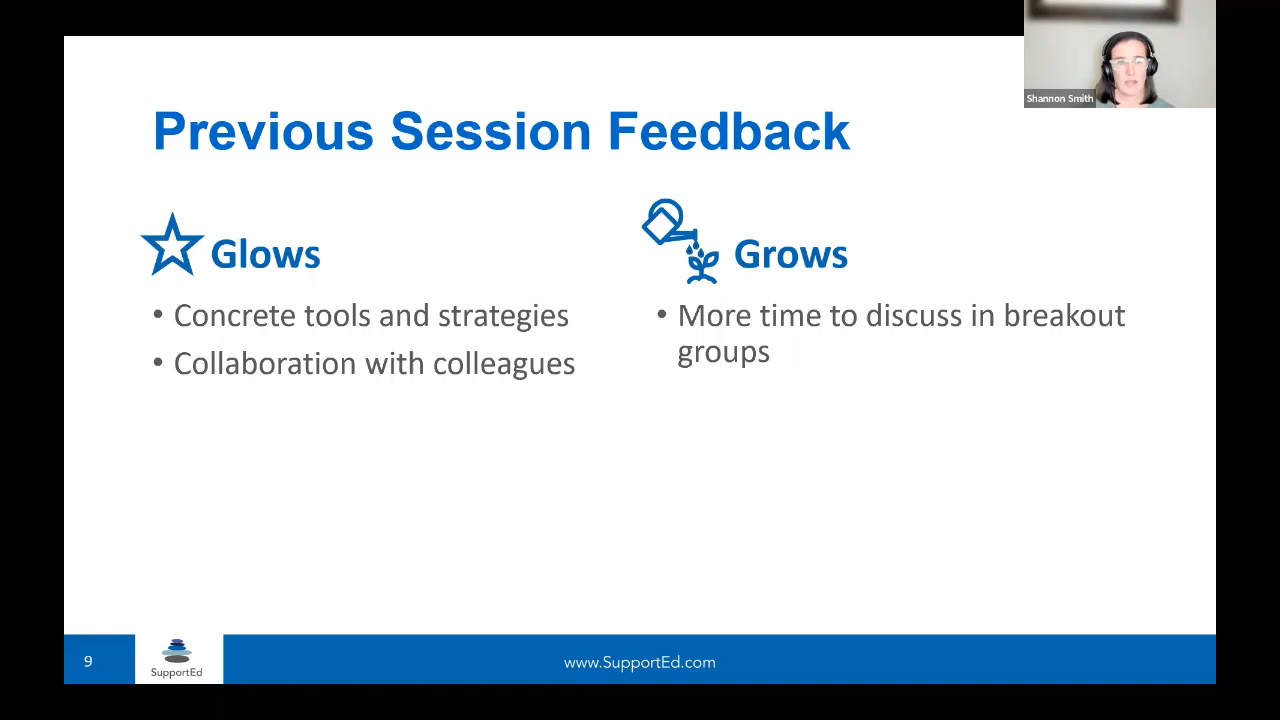 Shannon Smith
Previous Session Feedback
Glows
• Concrete tools and strategies
• Collaboration with colleagues
Grows
• More time to discuss in breakout
groups
9
SupportEd
www.SupportEd.com